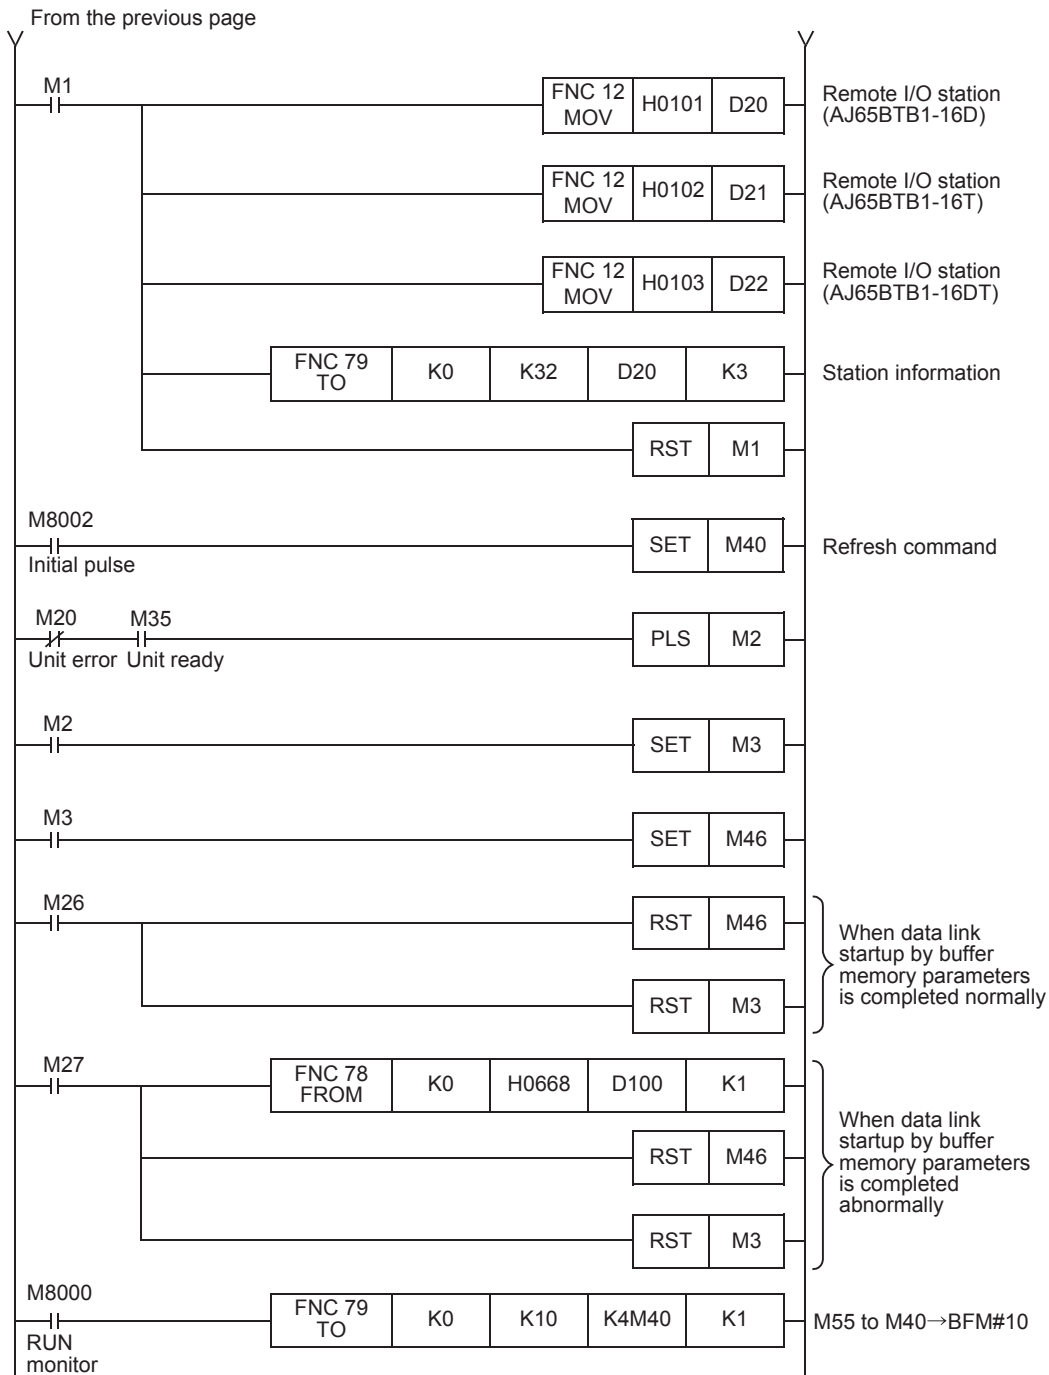 From the previous page
M1
FNC 12 MOV H0101 D20
Remote I/O station
(AJ65BTB1-16D)
FNC 12 MOV H0102 D21
Remote I/O station
(AJ65BTB1-16T)
FNC 12 MOV H0103 D22
Remote I/O station
(AJ65BTB1-16DT)
FNC 79 TO K0 K32 D20 K3
Station information
RST M1
M8002
Initial pulse
SET M40
Refresh command
M20 M35
Unit error Unit ready
PLS M2
M2
SET M3
M3
SET M46
M26
RST M46
RST M3
When data link
startup by buffer
memory parameters
is completed normally
M27
FNC 78 FROM K0 H0668 D100 K1
RST M46
RST M3
When data link
startup by buffer
memory parameters
is completed
abnormally
M8000
RUN
monitor
FNC 79 TO K0 K10 K4M40 K1
M55 to M40→BFM#10